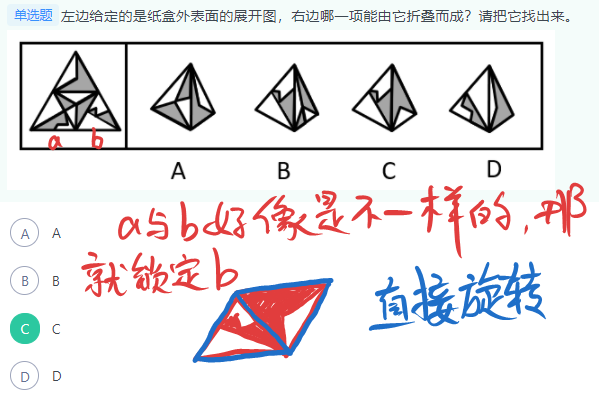 单选题 左边给定的是纸盒外表面的展开图，右边哪一项能由它折叠而成？请把它找出来。
a b
A B C D
a与b好像是不一样的，那
就锁定b
直接旋转
A A
B B
C C
D D